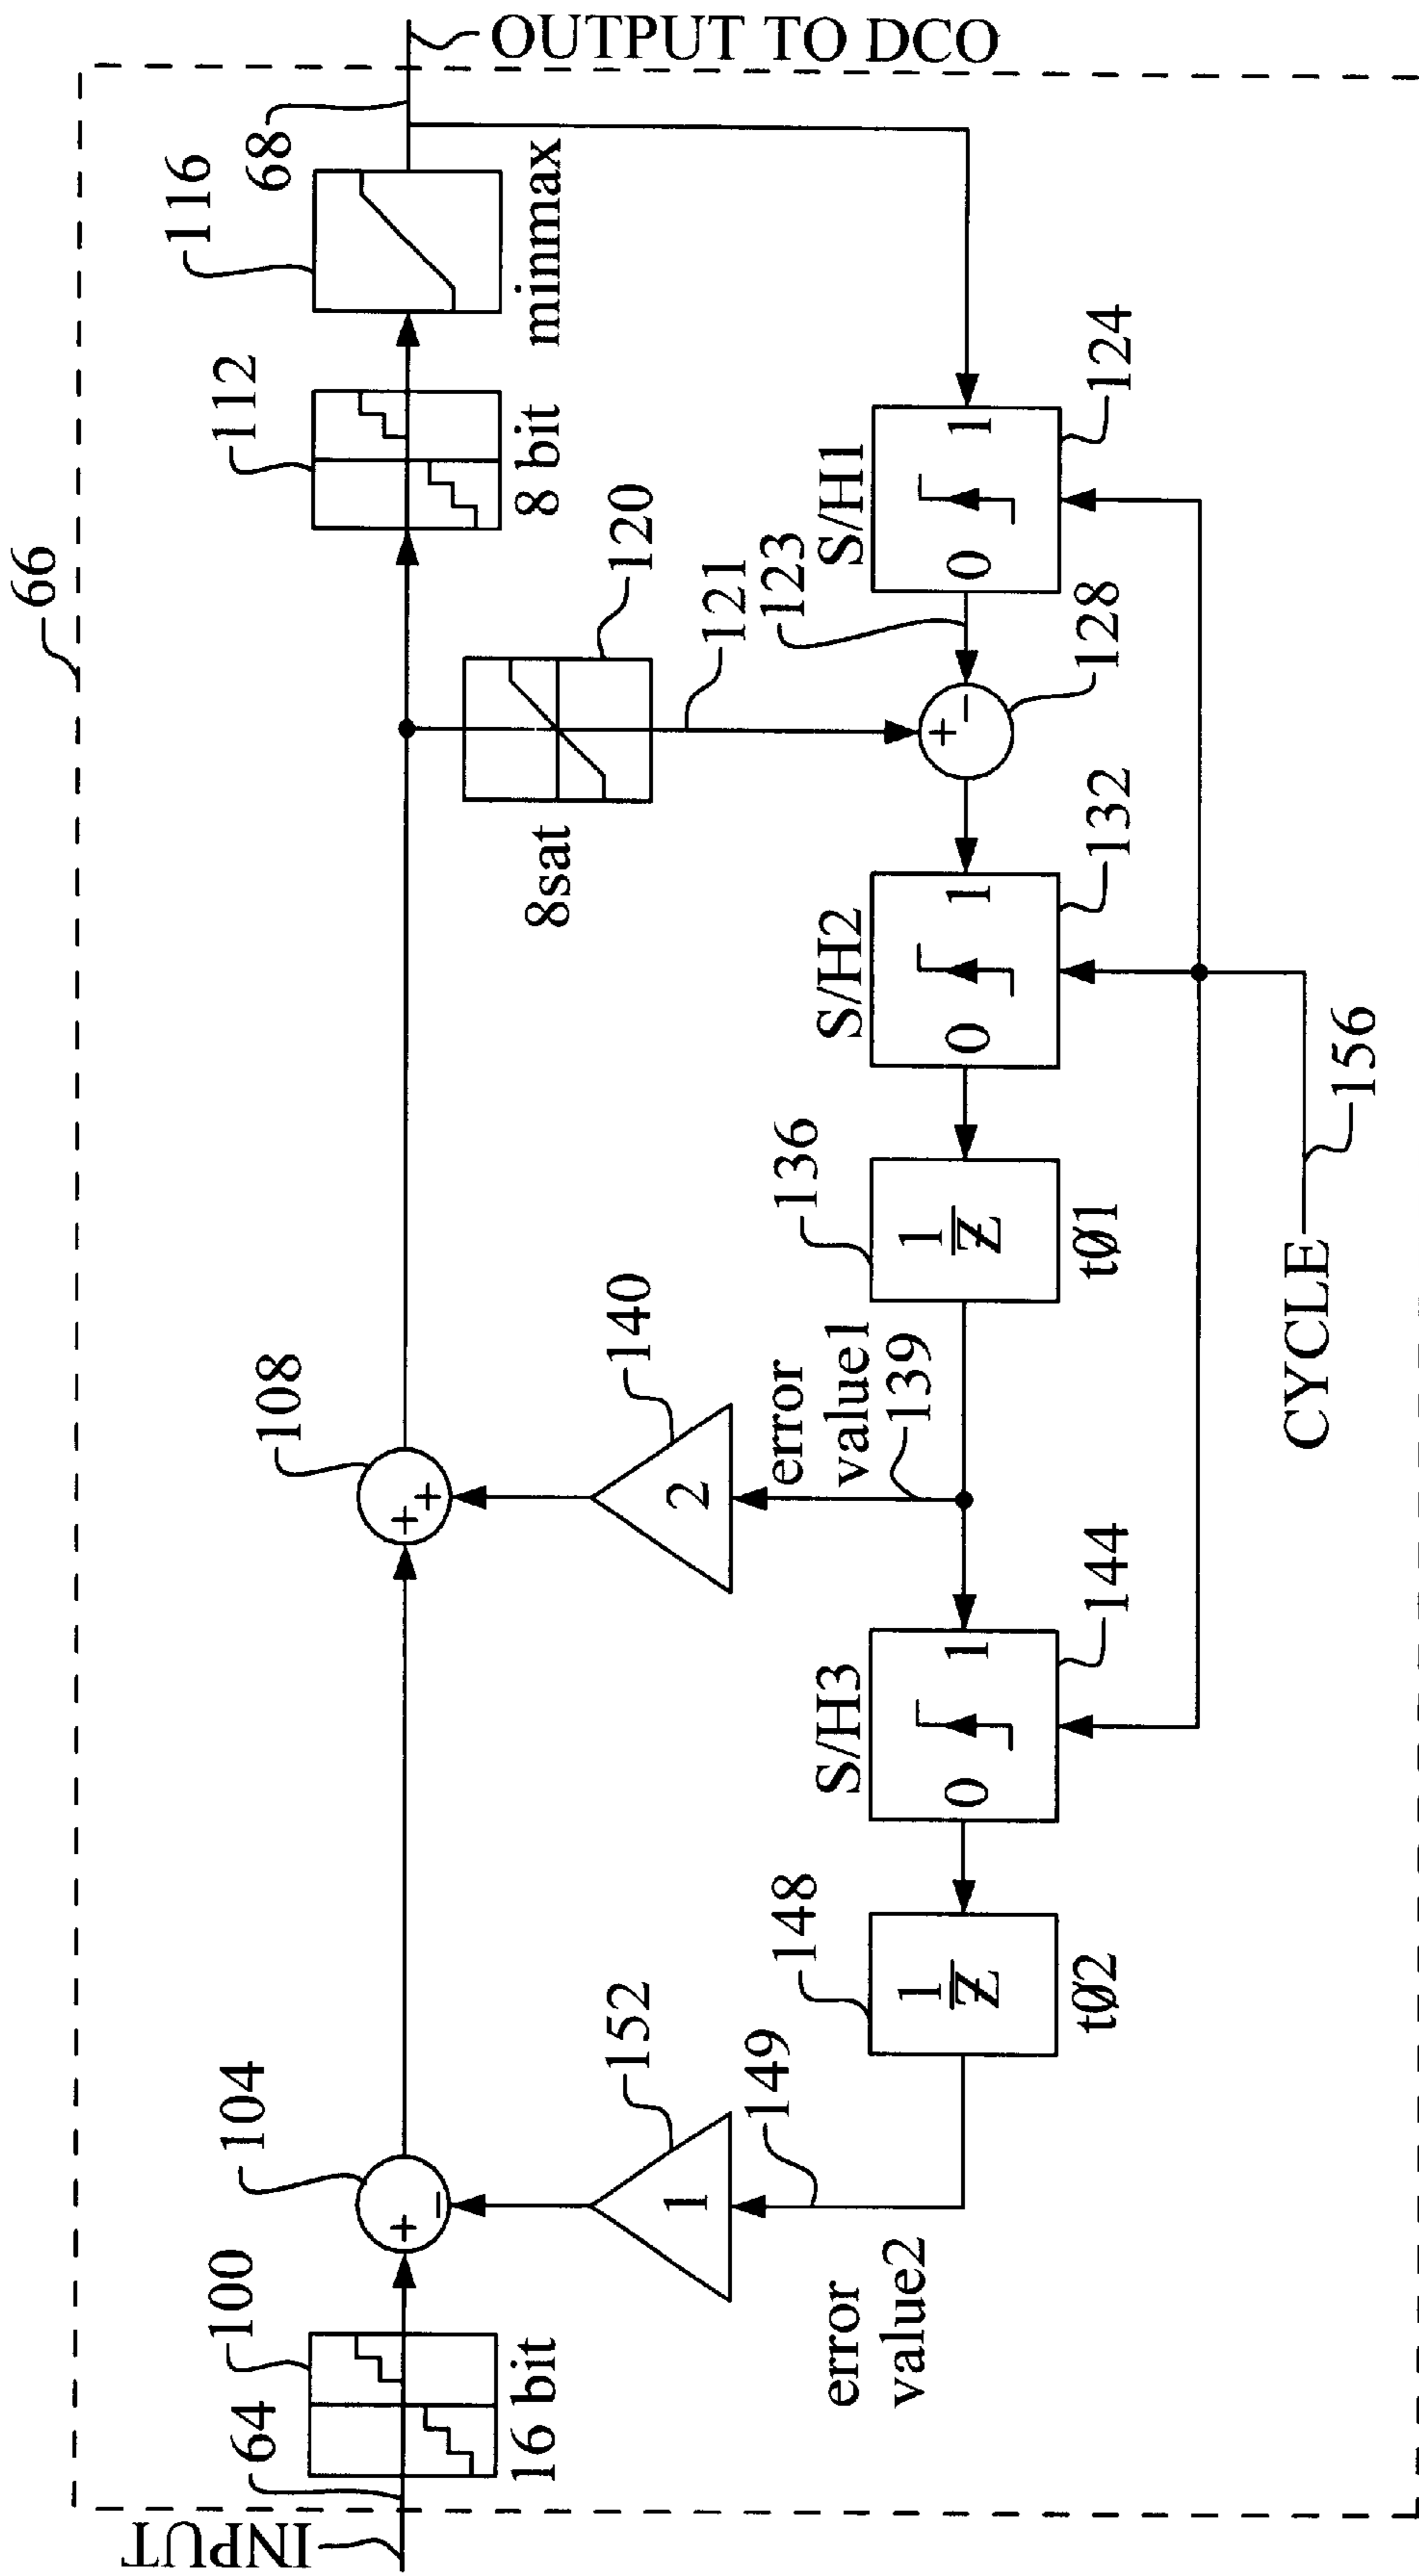 66
INPUT
64
100
16 bit
104
108
112
8 bit
116
minmax
68
OUTPUT TO DCO
+
−
+
+
152
1
149
error
value2
140
2
error
value1
139
8sat
120
121
123
148
1
Z
tØ2
S/H3
0
1
144
136
1
Z
tØ1
S/H2
0
1
132
+
−
128
S/H1
0
1
124
CYCLE
156